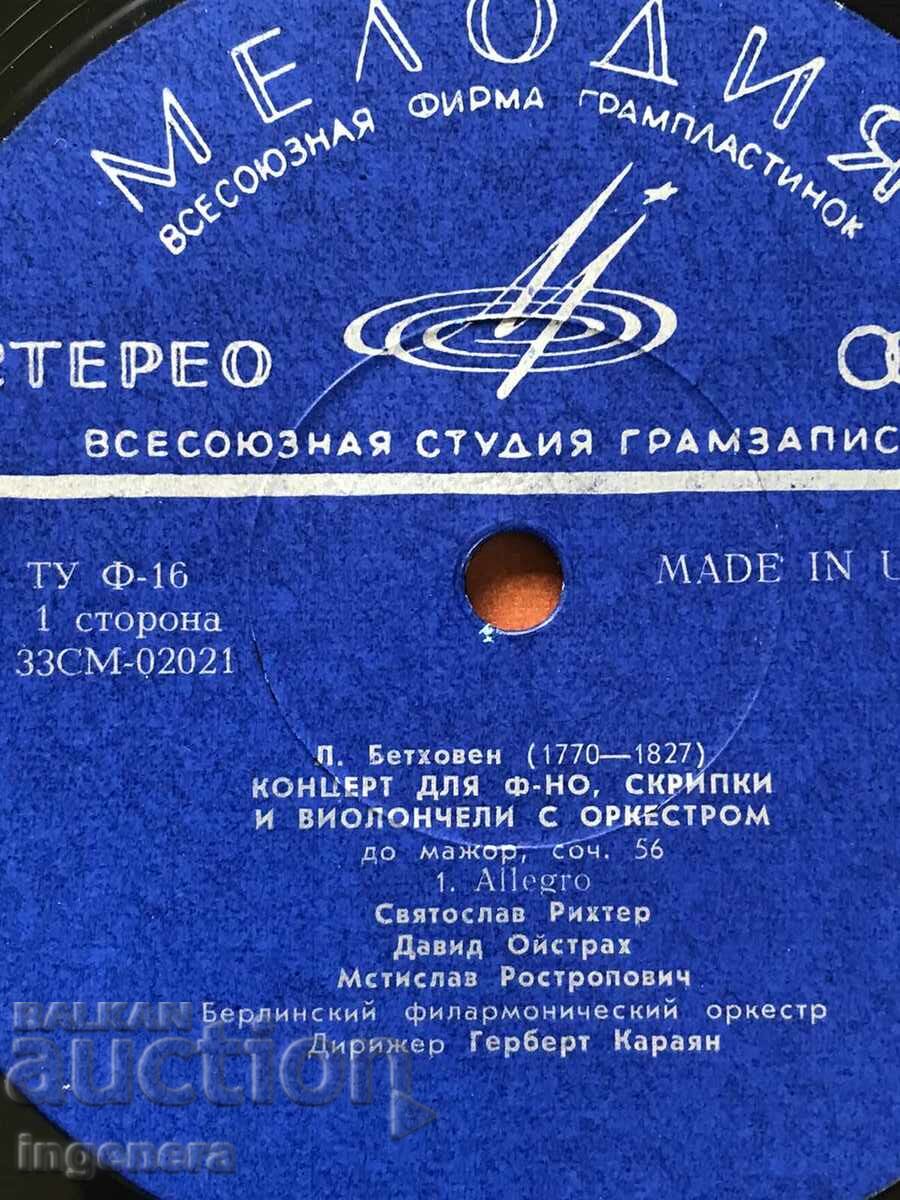 МЕЛОДИЯ
ВСЕСОЮЗНАЯ ФИРМА ГРАМПЛАСТИНОК
СТЕРЕО
ВСЕСОЮЗНАЯ СТУДИЯ ГРАМЗАПИС
ТУ Ф-16
MADE IN U
1 сторона
33СМ-02021
Л. Бетховен (1770—1827)
КОНЦЕРТ ДЛЯ Ф-НО, СКРИПКИ
И ВИОЛОНЧЕЛИ С ОРКЕСТРОМ
до мажор, соч. 56
1. Allegro
Святослав Рихтер
Давид Ойстрах
Мстислав Ростропович
Берлинский филармонический оркестр
Дирижер Герберт Караян
BALKAN
auction
ingenera